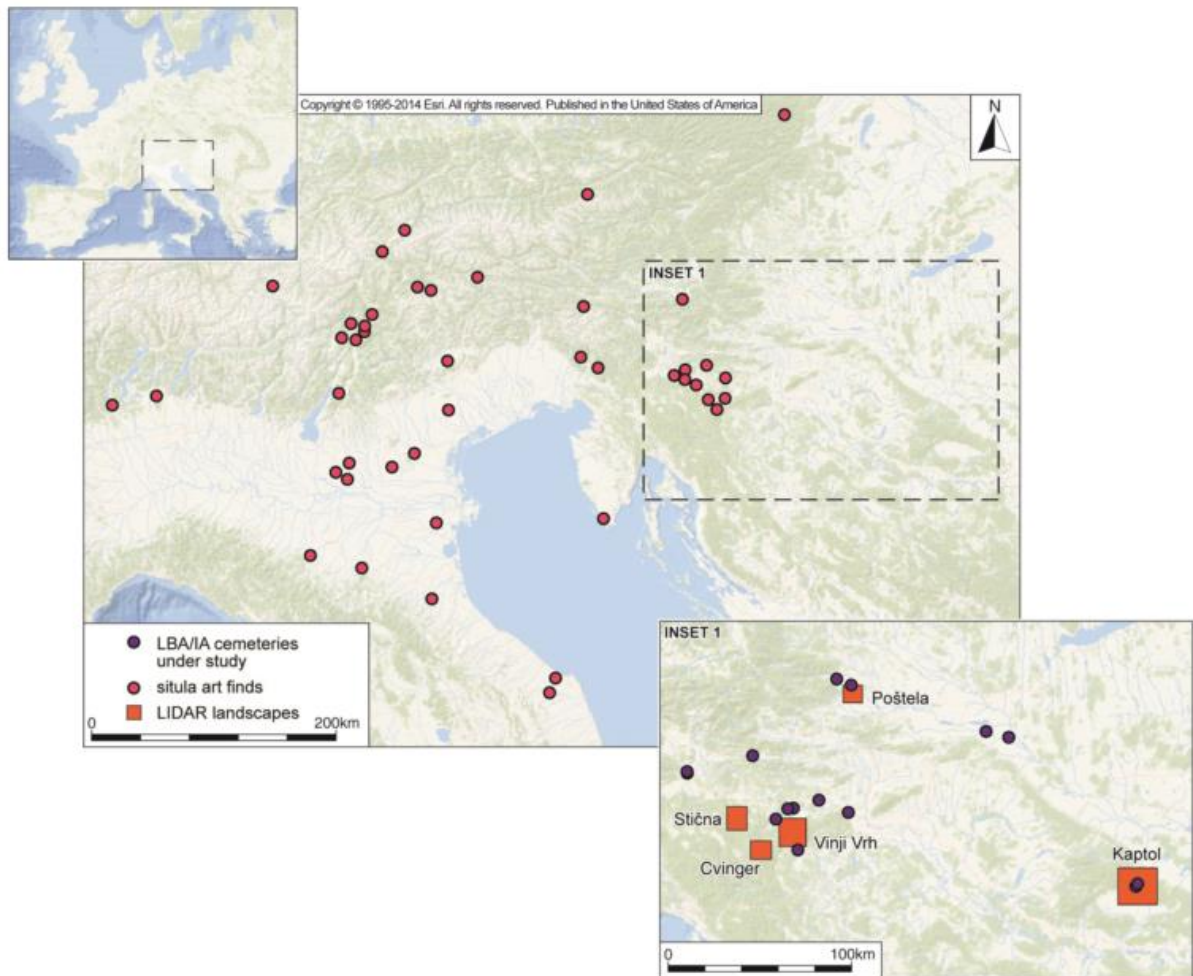 Copyright © 1995-2014 Esri. All rights reserved. Published in the United States of America
N
INSET 1
LBA/IA cemeteries
under study
situla art finds
LIDAR landscapes
0
200km
INSET 1
Poštela
Stična
Vinji Vrh
Cvinger
Kaptol
0
100km